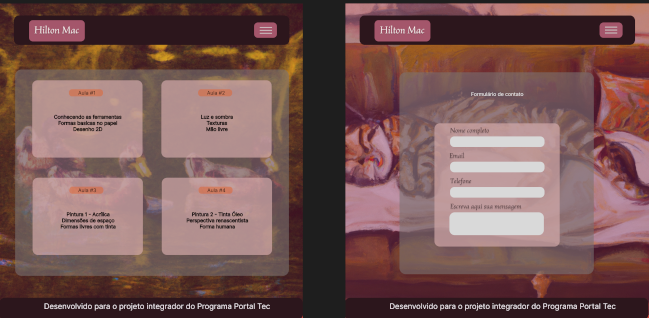 Hilton Mac
Aula #1
Conhecendo as ferramentas
Formas basicas no papel
Desenho 2D
Aula #2
Luz e sombra
Texturas
Mão livre
Aula #3
Pintura 1 - Acrílica
Dimensões de espaço
Formas livres com tinta
Aula #4
Pintura 2 - Tinta Óleo
Perspectiva renascentista
Forma humana
Desenvolvido para o projeto integrador do Programa Portal Tec
Hilton Mac
Formulário de contato
Nome completo
Email
Telefone
Escreva aqui sua mensagem
Desenvolvido para o projeto integrador do Programa Portal Tec